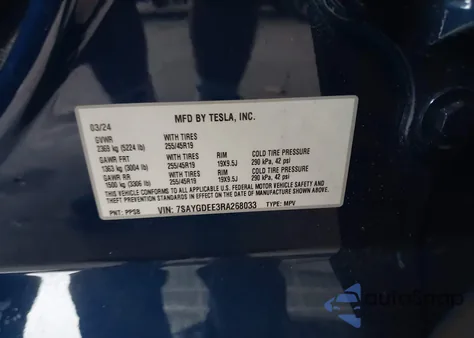 MFD BY TESLA, INC.
03/24
GVWR WITH TIRES
2369 kg (5224 lb) 255/45R19
GAWR FRT WITH TIRES RIM COLD TIRE PRESSURE
1363 kg (3004 lb) 255/45R19 19X9.5J 290 kPa, 42 psi
GAWR RR WITH TIRES RIM COLD TIRE PRESSURE
1500 kg (3306 lb) 255/45R19 19X9.5J 290 kPa, 42 psi
THIS VEHICLE CONFORMS TO ALL APPLICABLE U.S. FEDERAL MOTOR VEHICLE SAFETY AND
THEFT PREVENTION STANDARDS IN EFFECT ON THE DATE OF MANUFACTURE SHOWN ABOVE.
PNT: PPSB VIN: 7SAYGDEE3RA268033 TYPE: MPV